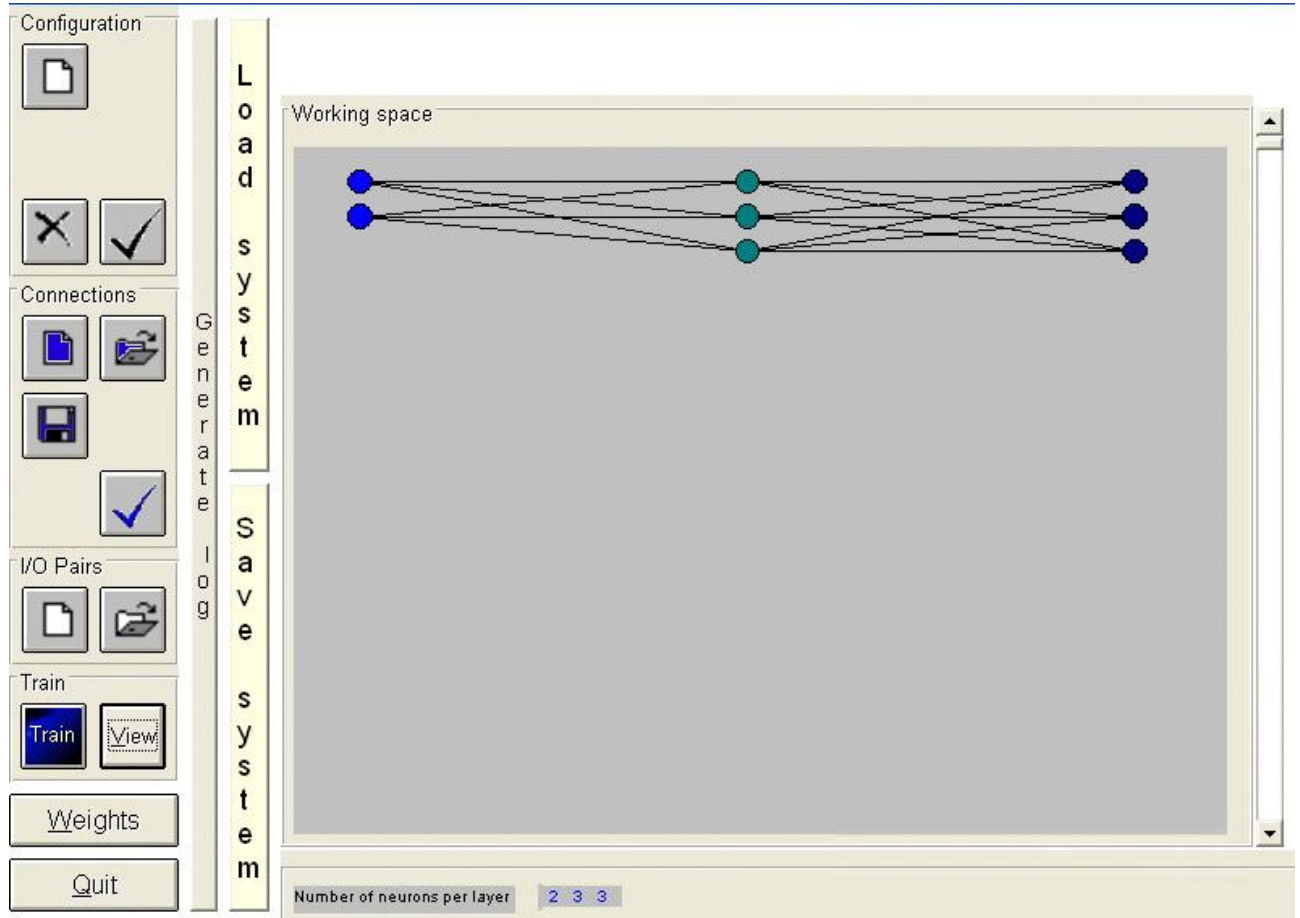 Configuration
Connections
I/O Pairs
Train
Train
View
Weights
Quit
Generate log
Load system
Save system
Working space
Number of neurons per layer
2 3 3